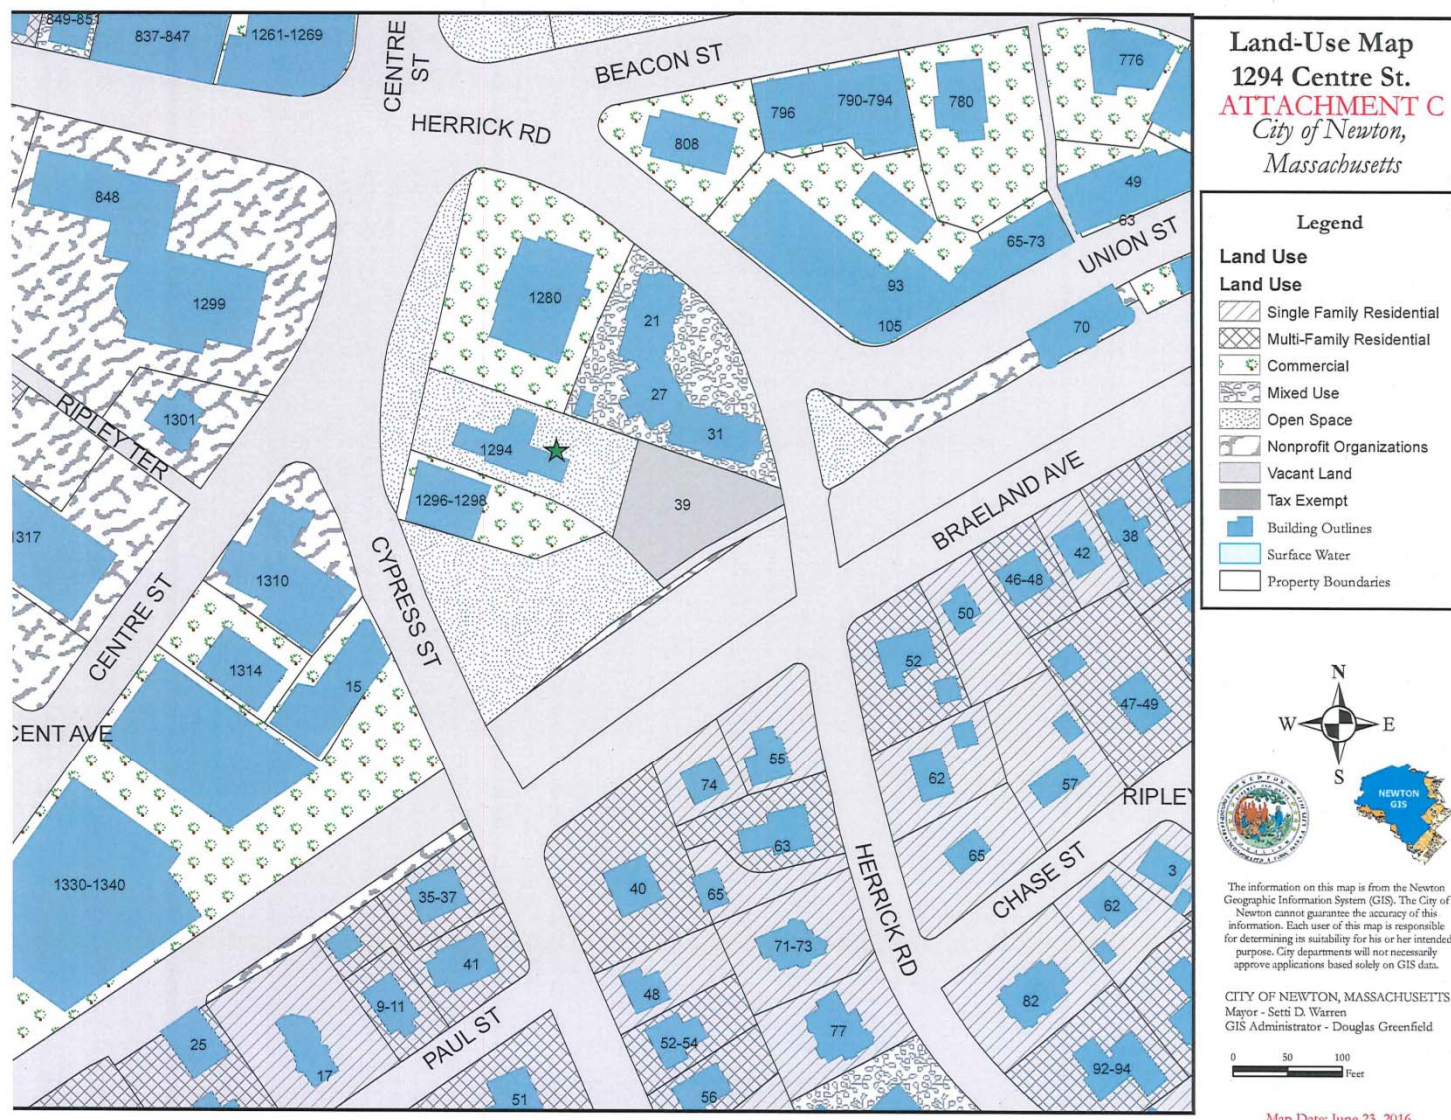 Land-Use Map
1294 Centre St.
ATTACHMENT C
City of Newton,
Massachusetts
Legend
Land Use
Land Use
Single Family Residential
Multi-Family Residential
Commercial
Mixed Use
Open Space
Nonprofit Organizations
Vacant Land
Tax Exempt
Building Outlines
Surface Water
Property Boundaries
N
W
E
S
NEWTON
GIS
The information on this map is from the Newton
Geographic Information System (GIS). The City of
Newton cannot guarantee the accuracy of this
information. Each user of this map is responsible
for determining its suitability for his or her intended
purpose. City departments will not necessarily
approve applications based solely on GIS data.
CITY OF NEWTON, MASSACHUSETTS
Mayor - Setti D. Warren
GIS Administrator - Douglas Greenfield
0 50 100
Feet
Map Date: June 23, 2016
849-851
837-847
1261-1269
CENTRE
ST
BEACON ST
HERRICK RD
776
780
790-794
796
808
49
63
65-73
UNION ST
93
105
70
848
1299
1280
21
27
31
1301
RIPLEY TER
1294
1296-1298
39
1317
BRAELAND AVE
38
42
46-48
50
52
47-49
1310
CENTRE ST
CYPRESS ST
1314
15
CENT AVE
55
74
62
57
RIPLEY
63
65
65
HERRICK RD
CHASE ST
3
62
1330-1340
35-37
40
41
71-73
48
9-11
82
77
52-54
PAUL ST
25
17
51
56
92-94